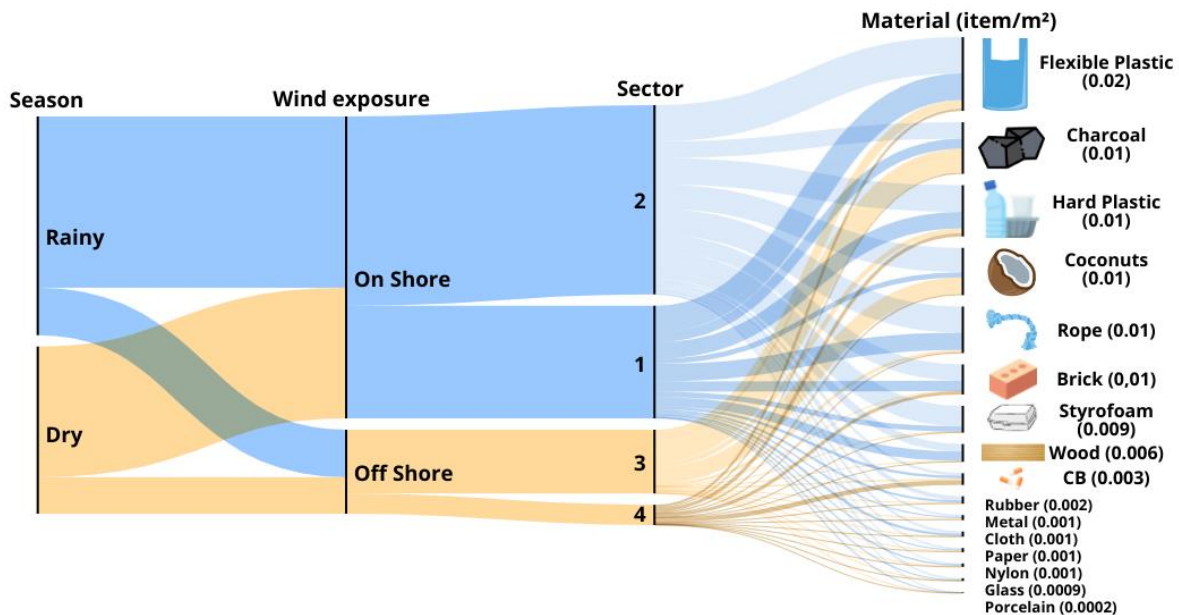 Material (item/m²)
Season
Wind exposure
Sector
Rainy
Dry
On Shore
Off Shore
2
1
3
4
Flexible Plastic
(0.02)
Charcoal
(0.01)
Hard Plastic
(0.01)
Coconuts
(0.01)
Rope (0.01)
Brick (0,01)
Styrofoam
(0.009)
Wood (0.006)
CB (0.003)
Rubber (0.002)
Metal (0.001)
Cloth (0.001)
Paper (0.001)
Nylon (0.001)
Glass (0.0009)
Porcelain (0.0002)